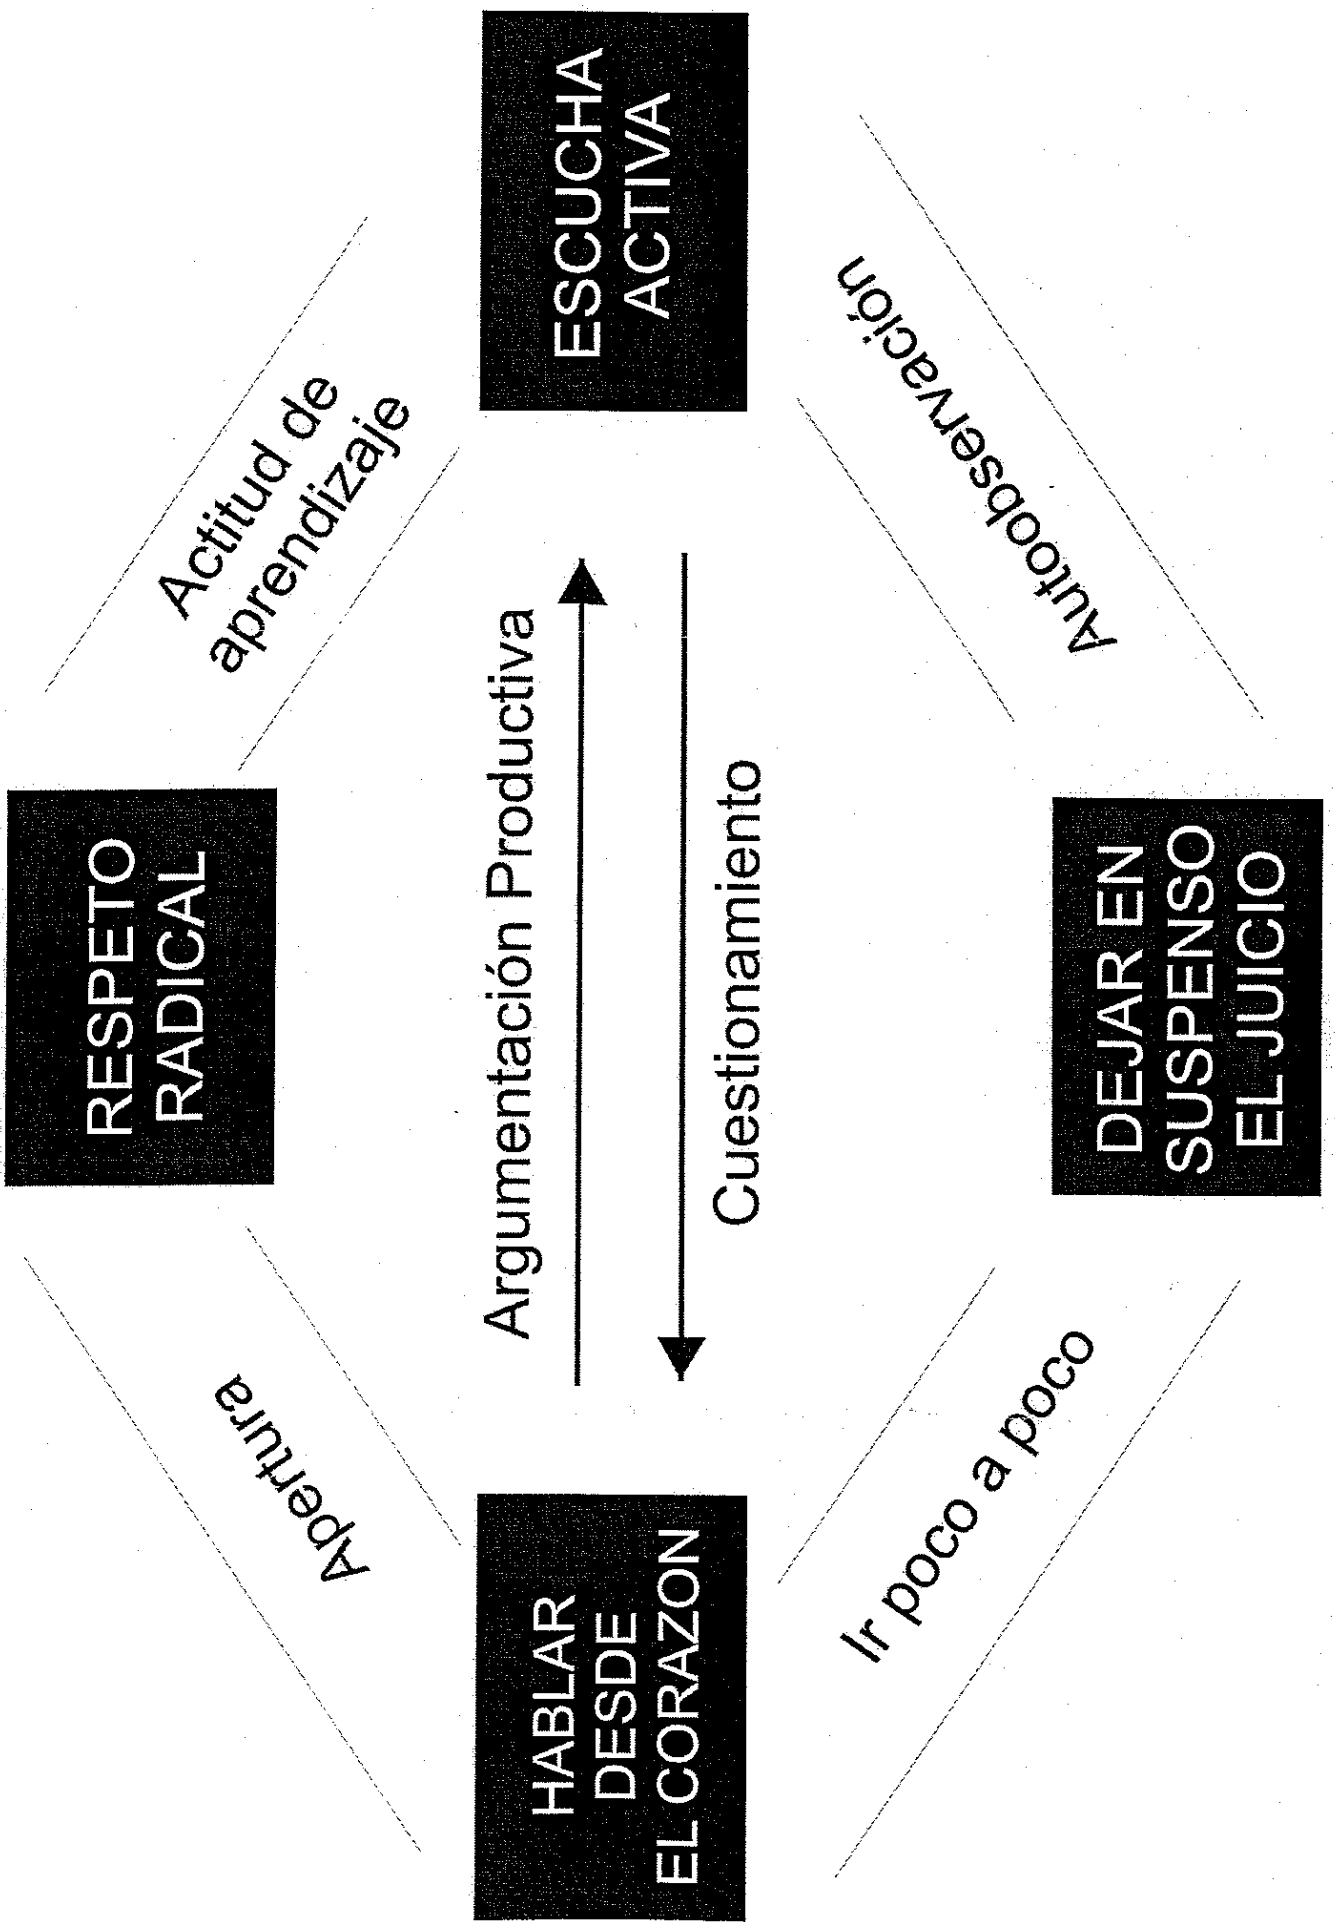 RESPETO
RADICAL
Apertura
Actitud de
aprendizaje
Argumentación Productiva
HABLAR
DESDE
EL CORAZON
ESCUCHA
ACTIVA
Cuestionamiento
Ir poco a poco
Autoobservación
DEJAR EN
SUSPENSO
EL JUICIO